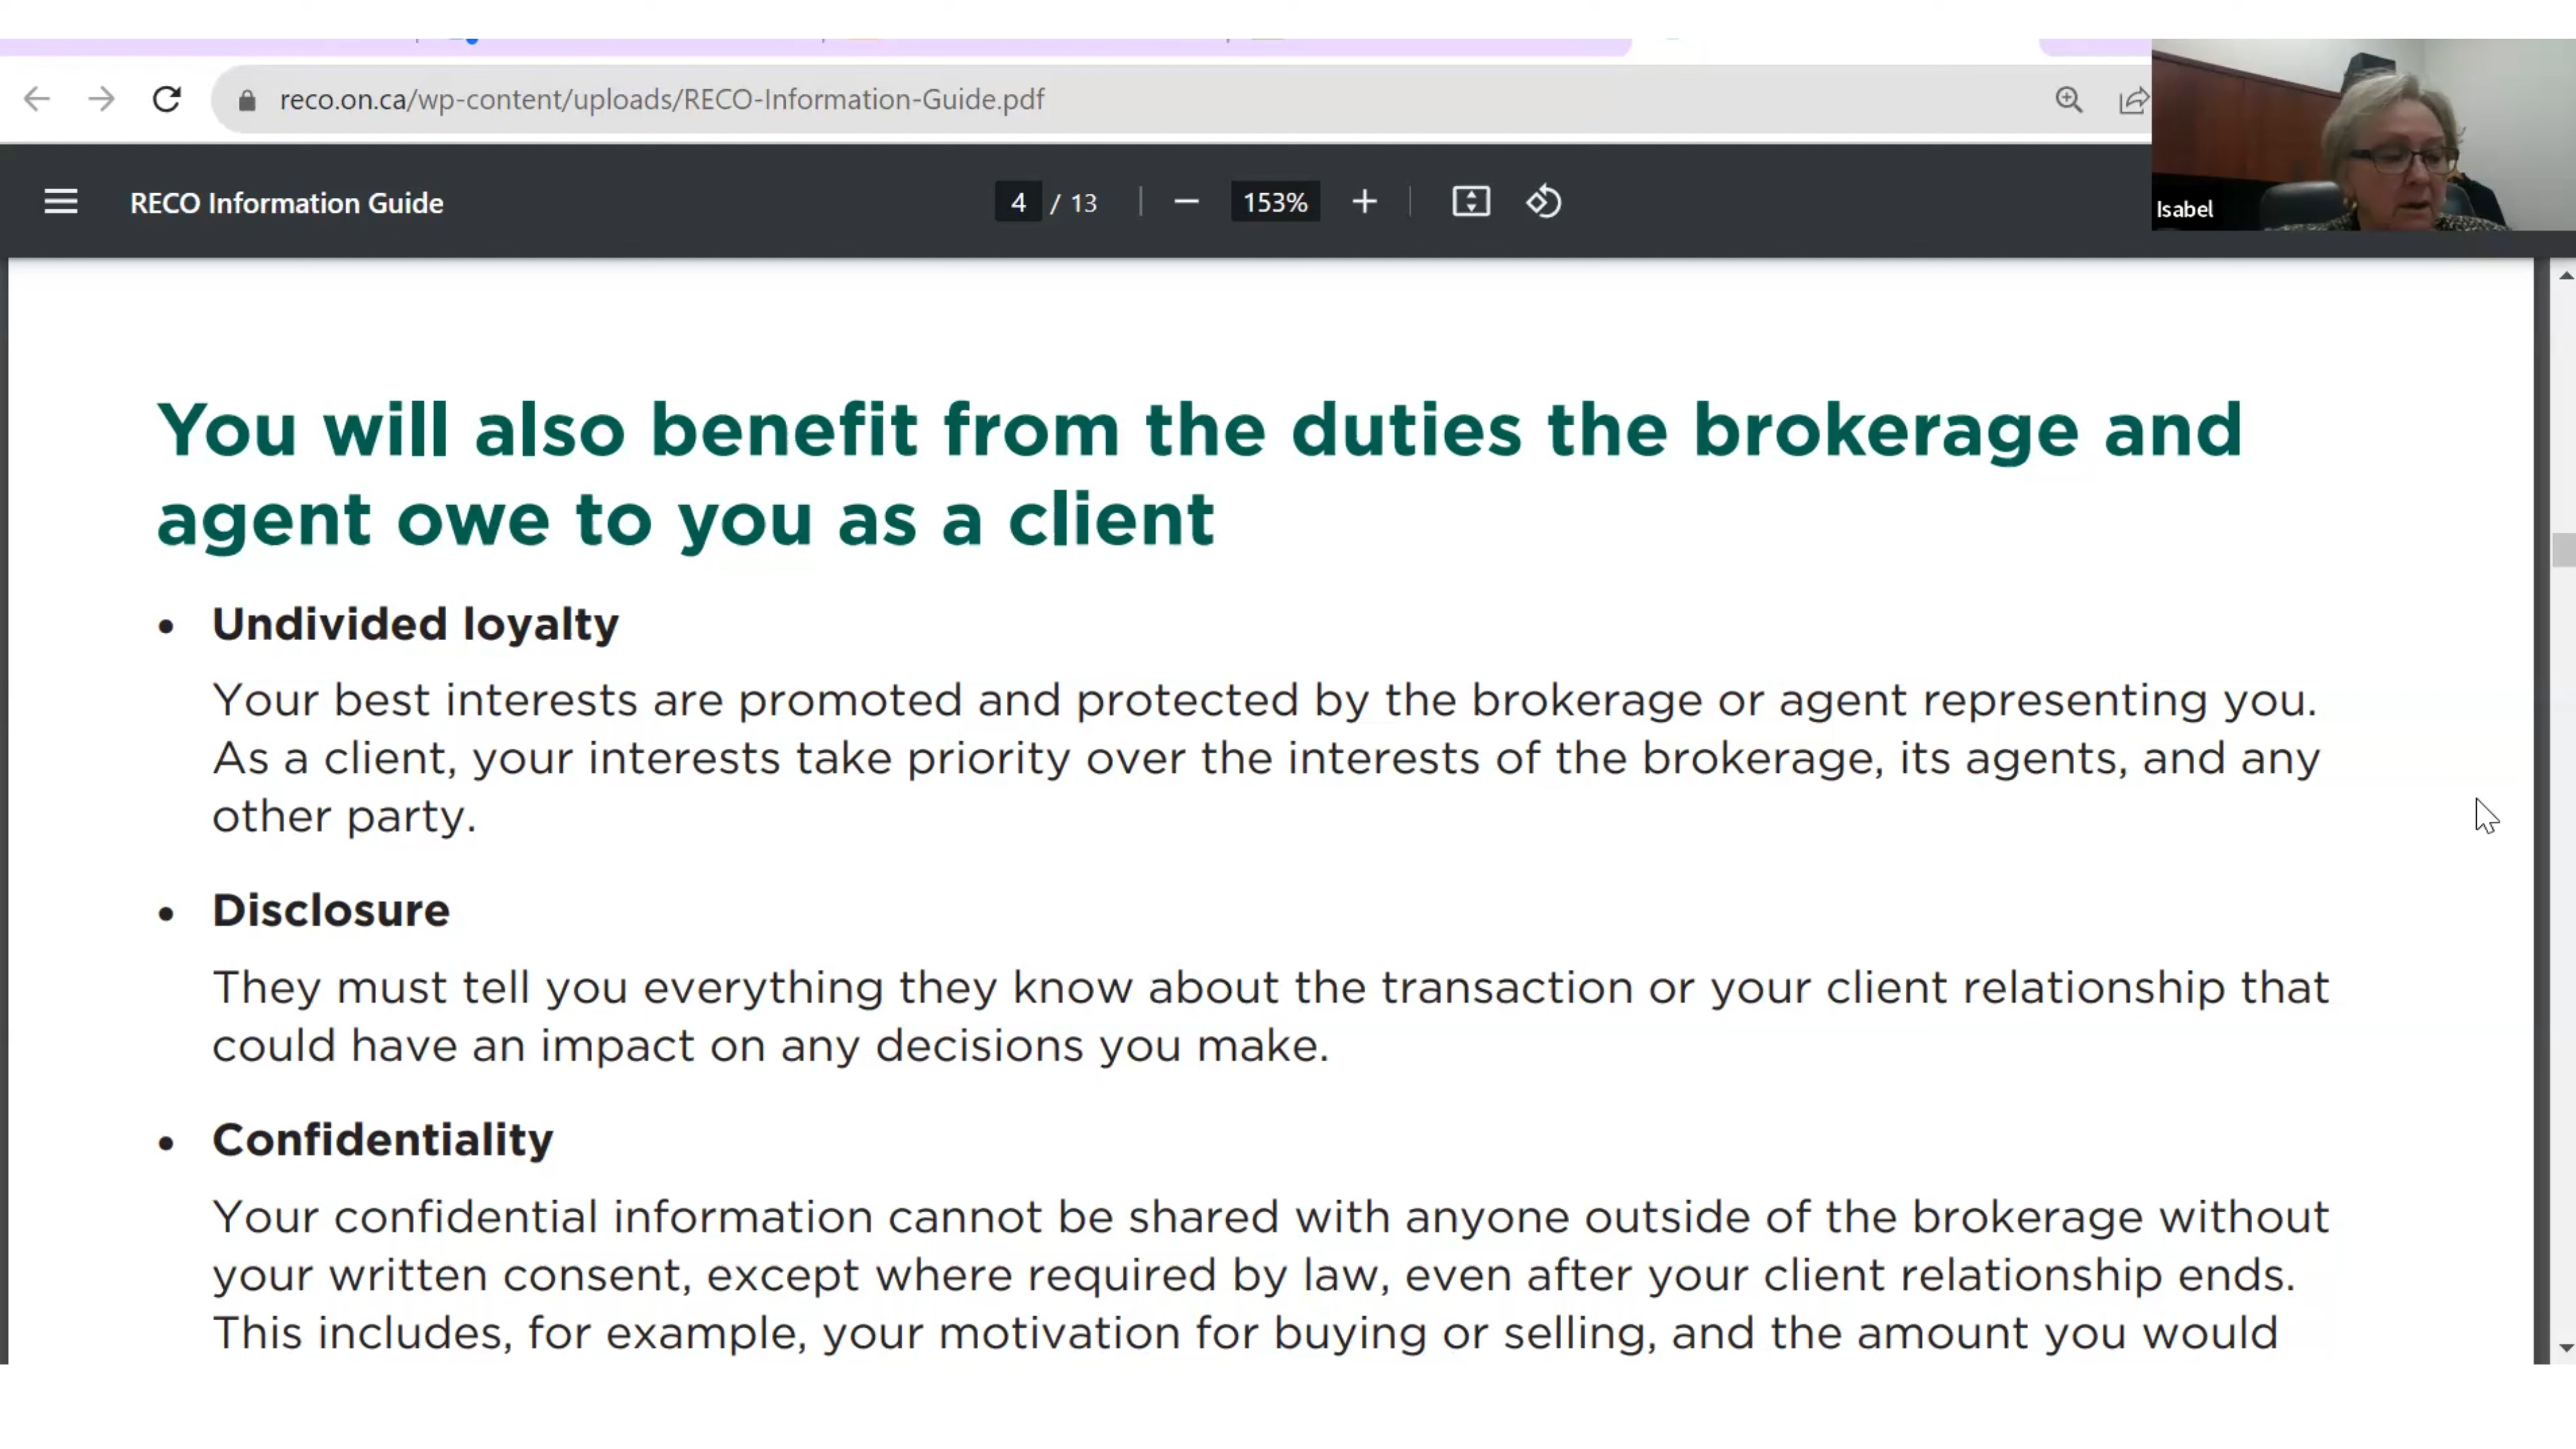 reco.on.ca/wp-content/uploads/RECO-Information-Guide.pdf
RECO Information Guide
4 / 13
153%
Isabel
You will also benefit from the duties the brokerage and
agent owe to you as a client
• Undivided loyalty
Your best interests are promoted and protected by the brokerage or agent representing you.
As a client, your interests take priority over the interests of the brokerage, its agents, and any
other party.
• Disclosure
They must tell you everything they know about the transaction or your client relationship that
could have an impact on any decisions you make.
• Confidentiality
Your confidential information cannot be shared with anyone outside of the brokerage without
your written consent, except where required by law, even after your client relationship ends.
This includes, for example, your motivation for buying or selling, and the amount you would